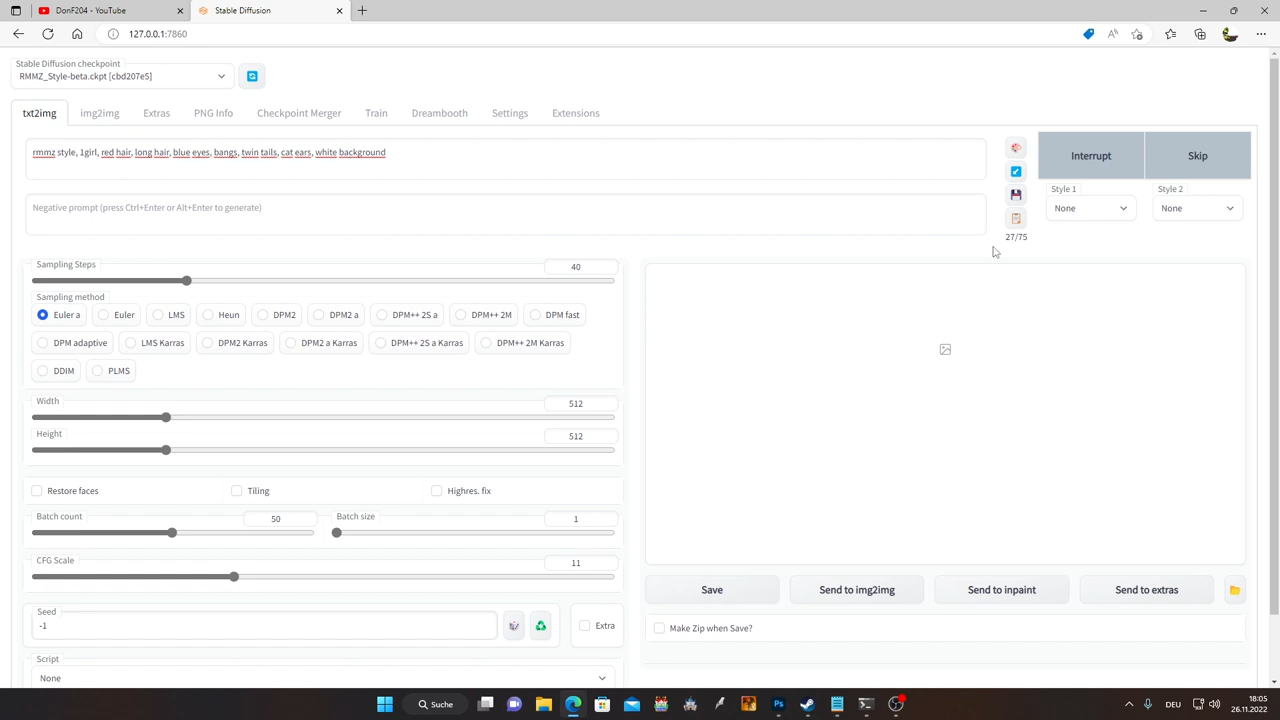 DonF204 - YouTube
Stable Diffusion
127.0.0.1:7860
Stable Diffusion checkpoint
RMMZ_Style-beta.ckpt [cbd207e5]
txt2img
img2img
Extras
PNG Info
Checkpoint Merger
Train
Dreambooth
Settings
Extensions
rmmz style, 1girl, red hair, long hair, blue eyes, bangs, twin tails, cat ears, white background
Negative prompt (press Ctrl+Enter or Alt+Enter to generate)
27/75
Interrupt
Skip
Style 1
None
Style 2
None
Sampling Steps
40
Sampling method
Euler a
Euler
LMS
Heun
DPM2
DPM2 a
DPM++ 2S a
DPM++ 2M
DPM fast
DPM adaptive
LMS Karras
DPM2 Karras
DPM2 a Karras
DPM++ 2S a Karras
DPM++ 2M Karras
DDIM
PLMS
Width
512
Height
512
Restore faces
Tiling
Highres. fix
Batch count
50
Batch size
1
CFG Scale
11
Seed
-1
Extra
Script
None
Save
Send to img2img
Send to inpaint
Send to extras
Make Zip when Save?
Suche
DEU
18:05
26.11.2022